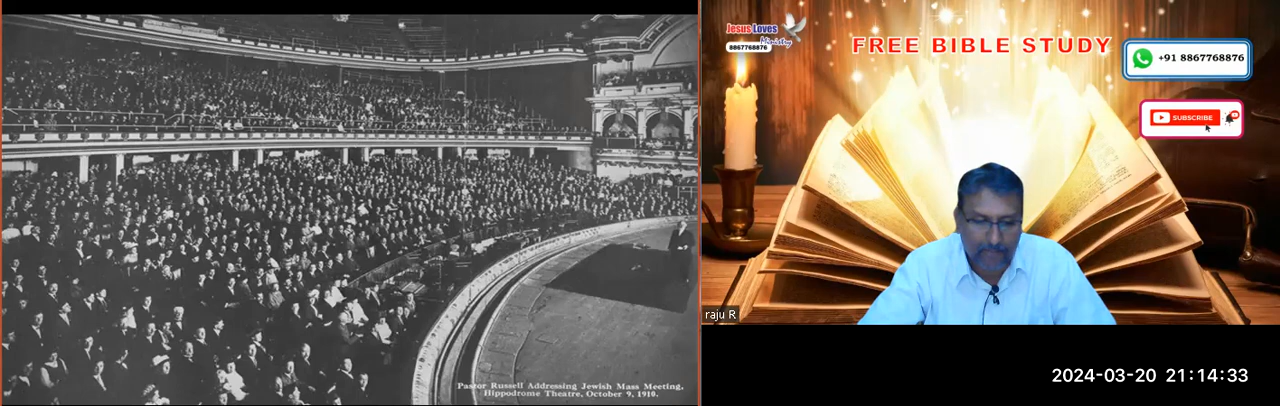 Pastor Russell Addressing Jewish Mass Meeting,
Hippodrome Theatre, October 9, 1910.
Jesus Loves
Ministry
8867768876
FREE BIBLE STUDY
+91 8867768876
SUBSCRIBE
raju R
2024-03-20 21:14:33